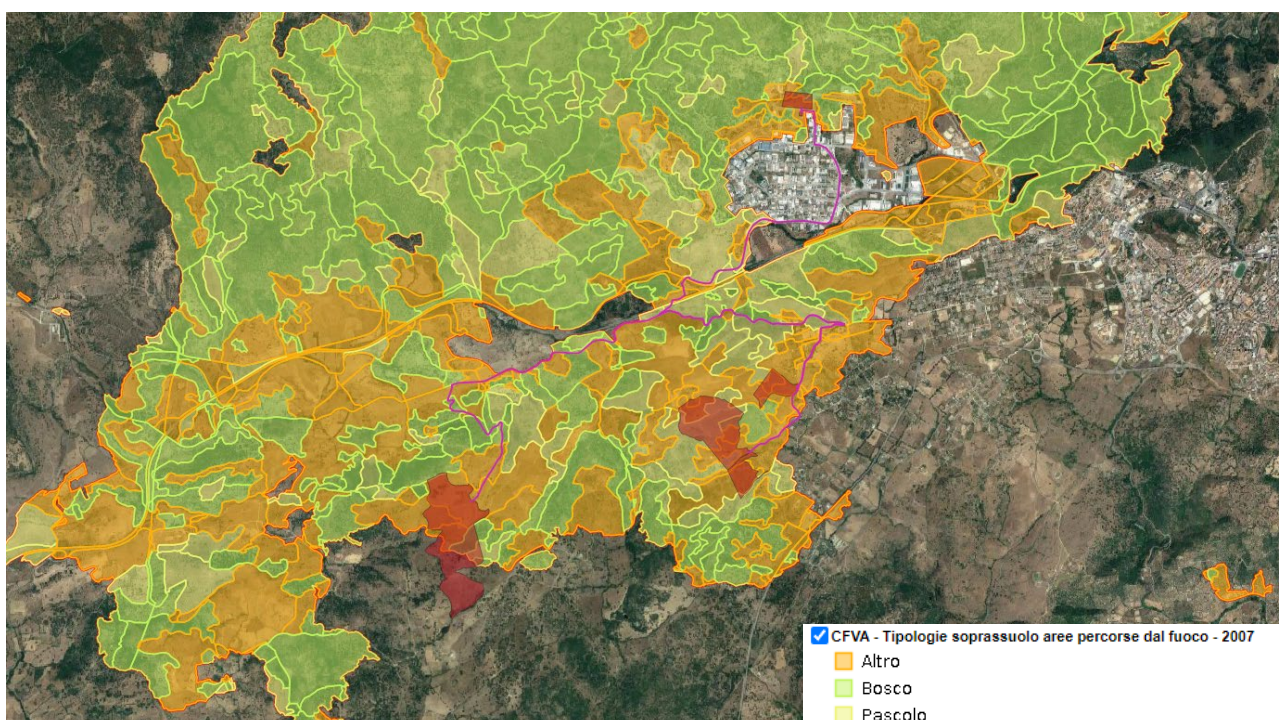 CFVA - Tipologie soprassuolo aree percorse dal fuoco - 2007
Altro
Bosco
Pascolo